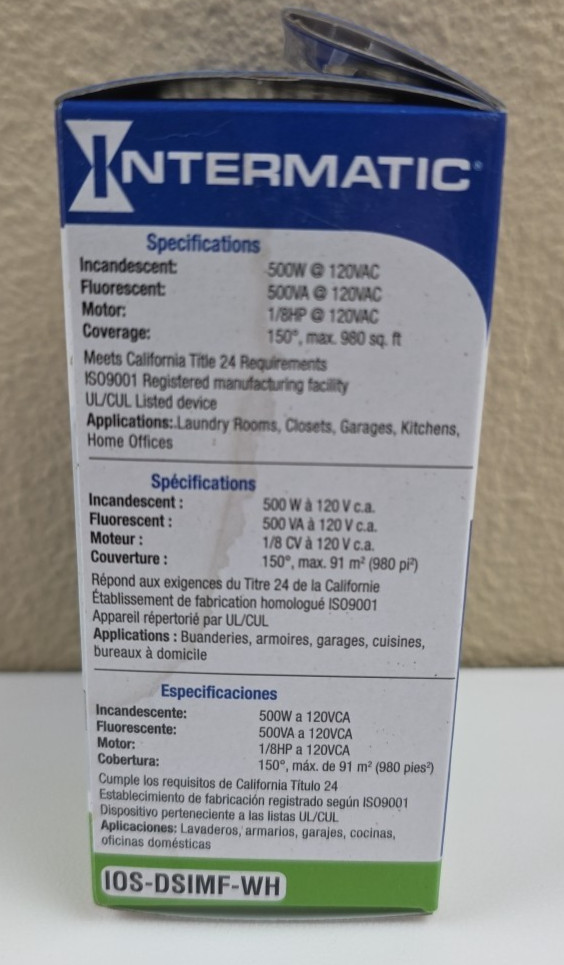 INTERMATIC®
Specifications
Incandescent: 500W @ 120VAC
Fluorescent: 500VA @ 120VAC
Motor: 1/8HP @ 120VAC
Coverage: 150°, max. 980 sq. ft
Meets California Title 24 Requirements
ISO9001 Registered manufacturing facility
UL/CUL Listed device
Applications: Laundry Rooms, Closets, Garages, Kitchens,
Home Offices
Spécifications
Incandescent : 500 W à 120 V c.a.
Fluorescent : 500 VA à 120 V c.a.
Moteur : 1/8 CV à 120 V c.a.
Couverture : 150°, max. 91 m² (980 pi²)
Répond aux exigences du Titre 24 de la Californie
Établissement de fabrication homologué ISO9001
Appareil répertorié par UL/CUL
Applications : Buanderies, armoires, garages, cuisines,
bureaux à domicile
Especificaciones
Incandescente: 500W a 120VCA
Fluorescente: 500VA a 120VCA
Motor: 1/8HP a 120VCA
Cobertura: 150°, máx. de 91 m² (980 pies²)
Cumple los requisitos de California Título 24
Establecimiento de fabricación registrado según ISO9001
Dispositivo perteneciente a las listas UL/CUL
Aplicaciones: Lavaderos, armarios, garajes, cocinas,
oficinas domésticas
IOS-DSIMF-WH